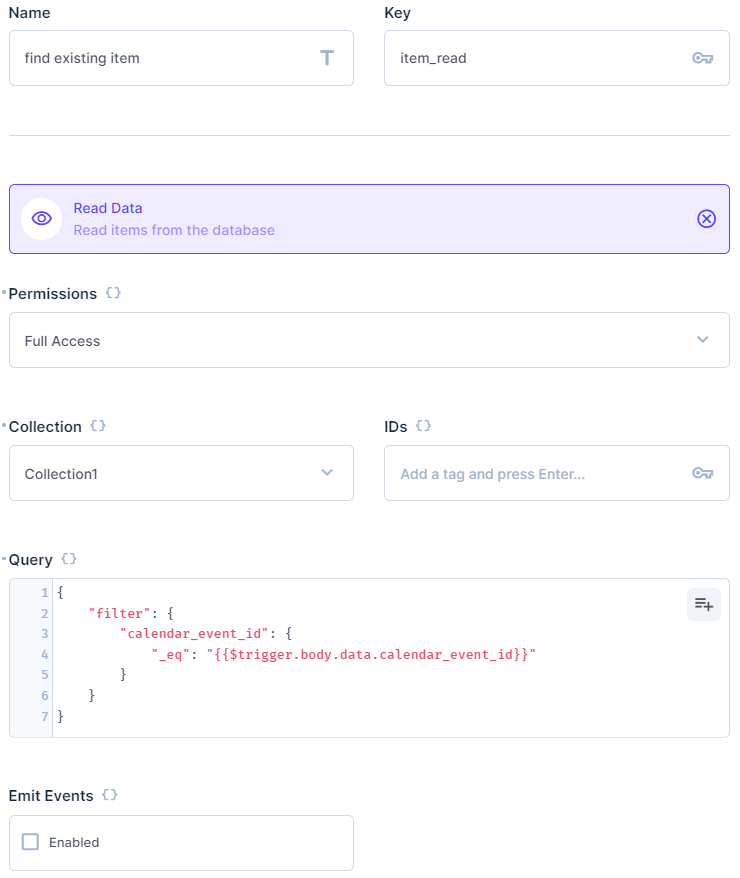 Name
Key
find existing item
item_read
Read Data
Read items from the database
Permissions {}
Full Access
Collection {}
IDs {}
Collection1
Add a tag and press Enter...
Query {}
1 {
2     "filter": {
3         "calendar_event_id": {
4             "_eq": "{{$trigger.body.data.calendar_event_id}}"
5         }
6     }
7 }
Emit Events {}
Enabled